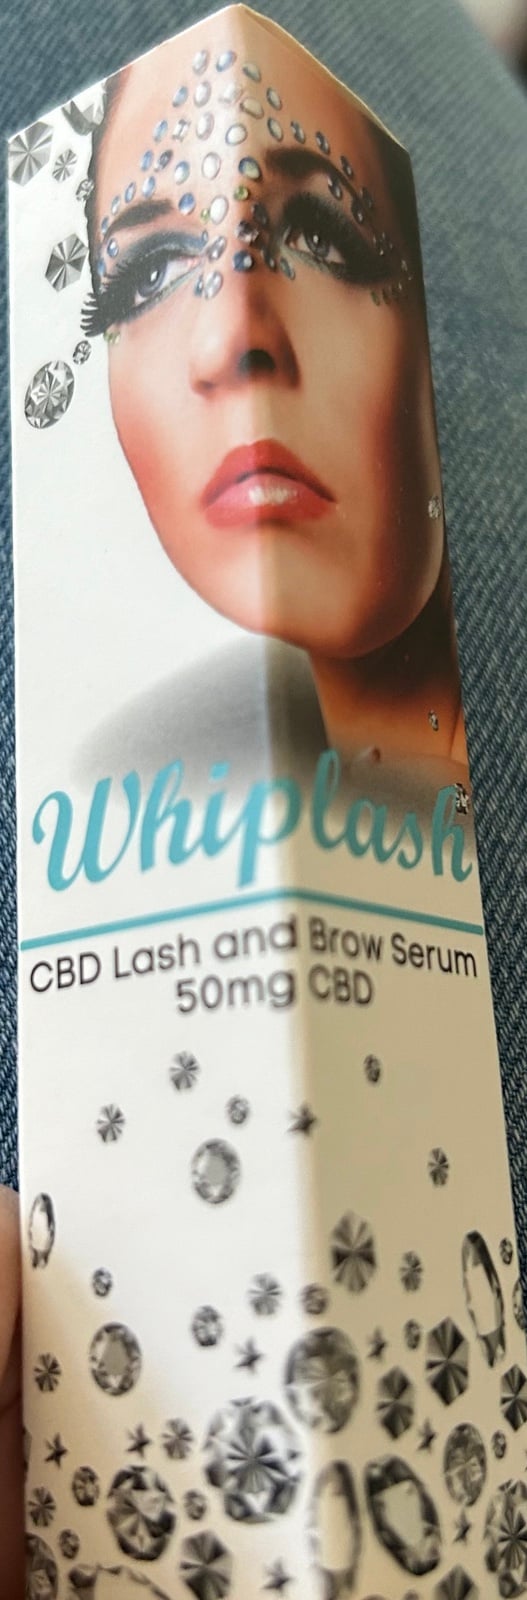 Whiplash
CBD Lash and Brow Serum
50mg CBD